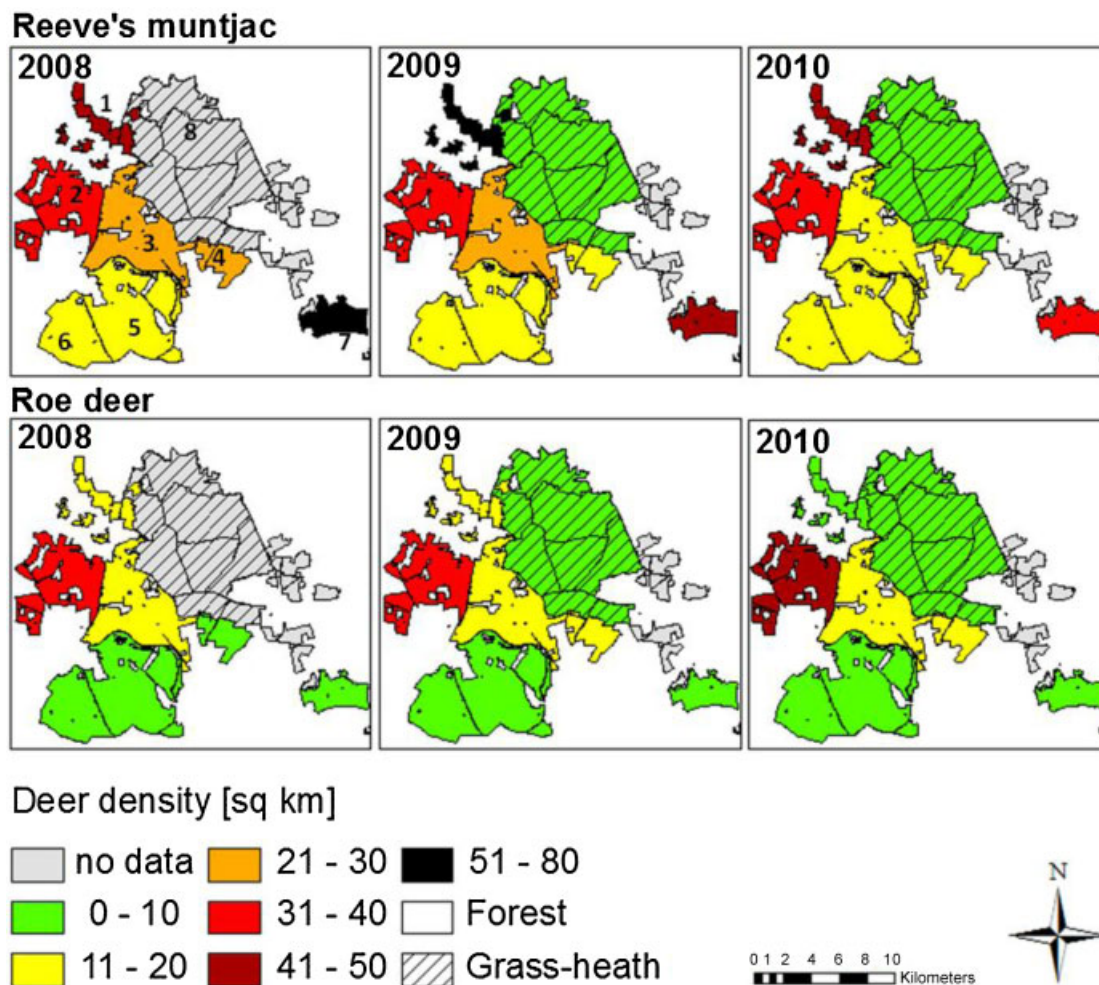 Reeve's muntjac
2008 2009 2010
1
8
2
3
4
5
6
7
Roe deer
2008 2009 2010
Deer density [sq km]
no data 21 - 30 51 - 80
0 - 10 31 - 40 Forest
11 - 20 41 - 50 Grass-heath
N
0 1 2 4 6 8 10
Kilometers